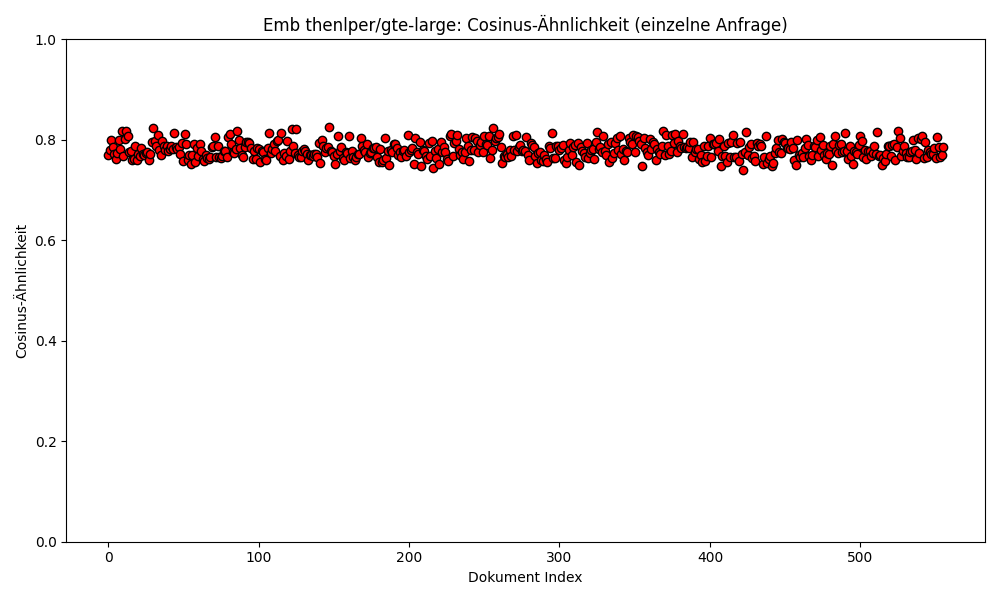 Emb thenlper/gte-large: Cosinus-Ähnlichkeit (einzelne Anfrage)
Cosinus-Ähnlichkeit
1.0
0.8
0.6
0.4
0.2
0.0
0 100 200 300 400 500
Dokument Index